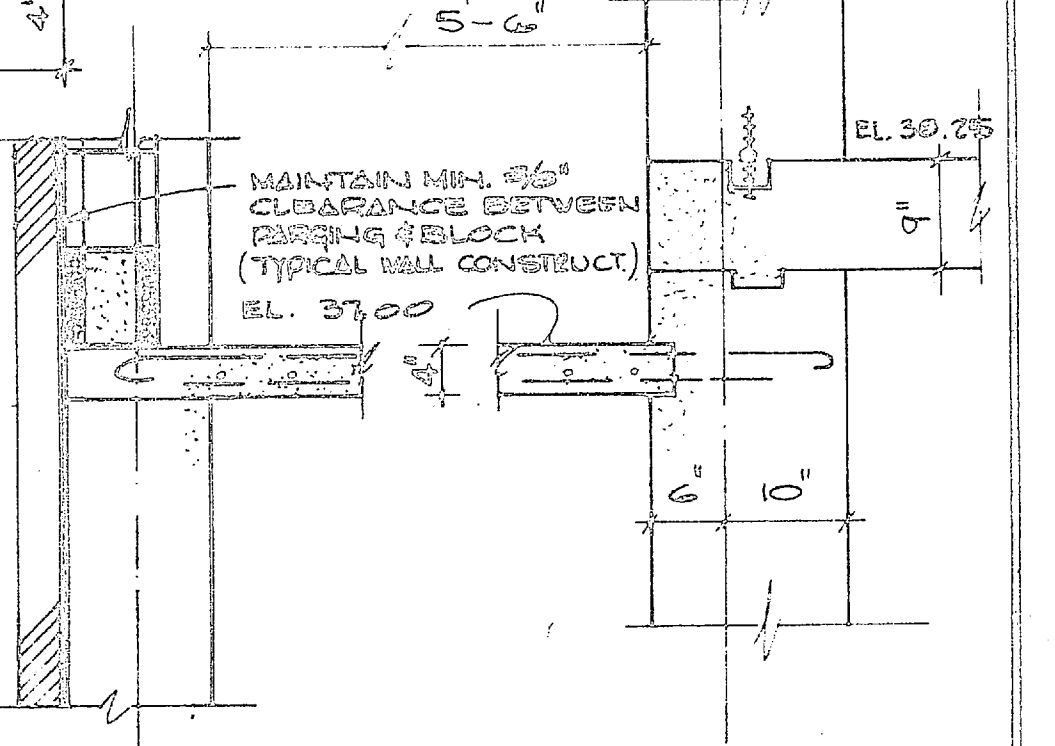 4"
5'-6"
EL. 38.25
MAINTAIN MIN. 3/8"
CLEARANCE BETWEEN
PARGING & BLOCK
(TYPICAL WALL CONSTRUCT.)
9"
EL. 37.00
4"
6" 10"